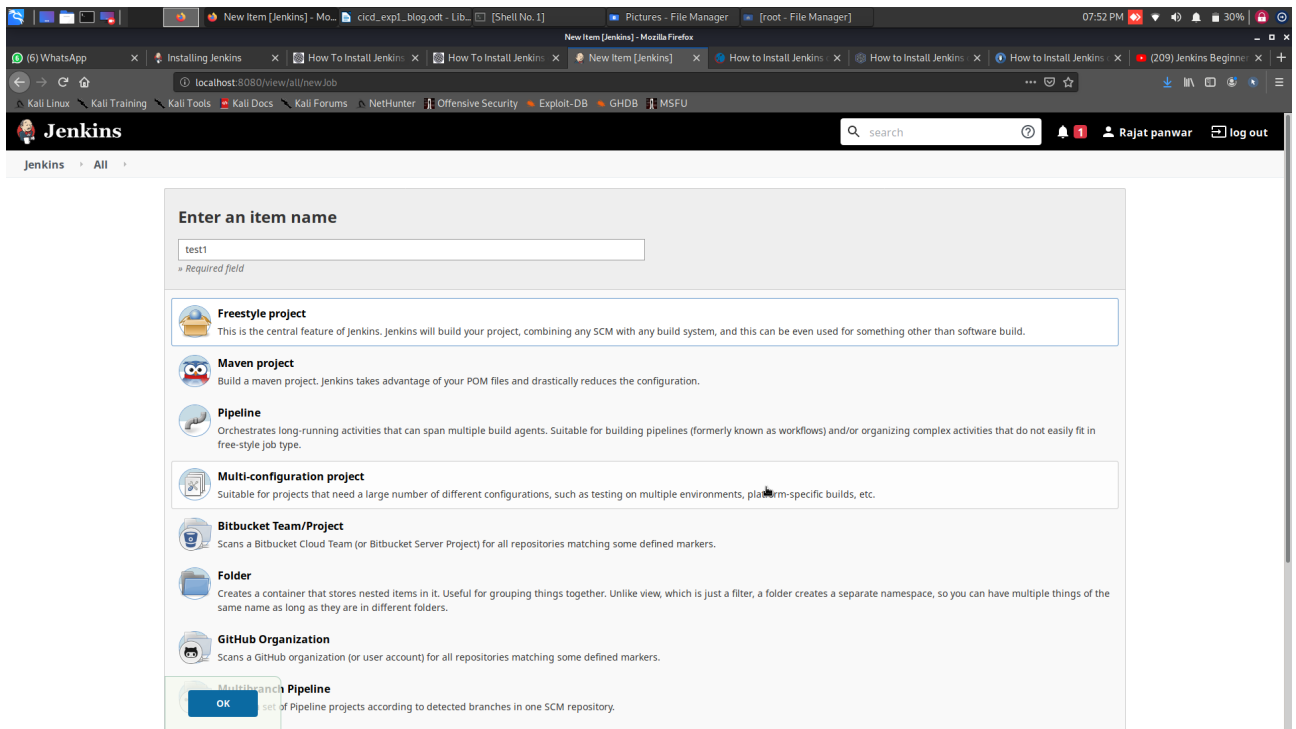 New Item [Jenkins] - Mo...
cicd_exp1_blog.odt - Lib...
[Shell No. 1]
Pictures - File Manager
[root - File Manager]
07:52 PM
30%
New Item [Jenkins] - Mozilla Firefox
(6) WhatsApp
Installing Jenkins
How To Install Jenkins
How To Install Jenkins
New Item [Jenkins]
How to Install Jenkins
How to Install Jenkins
How to Install Jenkins
(209) Jenkins Beginner
localhost:8080/view/all/newJob
Kali Linux
Kali Training
Kali Tools
Kali Docs
Kali Forums
NetHunter
Offensive Security
Exploit-DB
GHDB
MSFU
Jenkins
search
1
Rajat panwar
log out
Jenkins
All
Enter an item name
test1
» Required field
Freestyle project
This is the central feature of Jenkins. Jenkins will build your project, combining any SCM with any build system, and this can be even used for something other than software build.
Maven project
Build a maven project. Jenkins takes advantage of your POM files and drastically reduces the configuration.
Pipeline
Orchestrates long-running activities that can span multiple build agents. Suitable for building pipelines (formerly known as workflows) and/or organizing complex activities that do not easily fit in
free-style job type.
Multi-configuration project
Suitable for projects that need a large number of different configurations, such as testing on multiple environments, platform-specific builds, etc.
Bitbucket Team/Project
Scans a Bitbucket Cloud Team (or Bitbucket Server Project) for all repositories matching some defined markers.
Folder
Creates a container that stores nested items in it. Useful for grouping things together. Unlike view, which is just a filter, a folder creates a separate namespace, so you can have multiple things of the
same name as long as they are in different folders.
GitHub Organization
Scans a GitHub organization (or user account) for all repositories matching some defined markers.
Multibranch Pipeline
OK
set of Pipeline projects according to detected branches in one SCM repository.